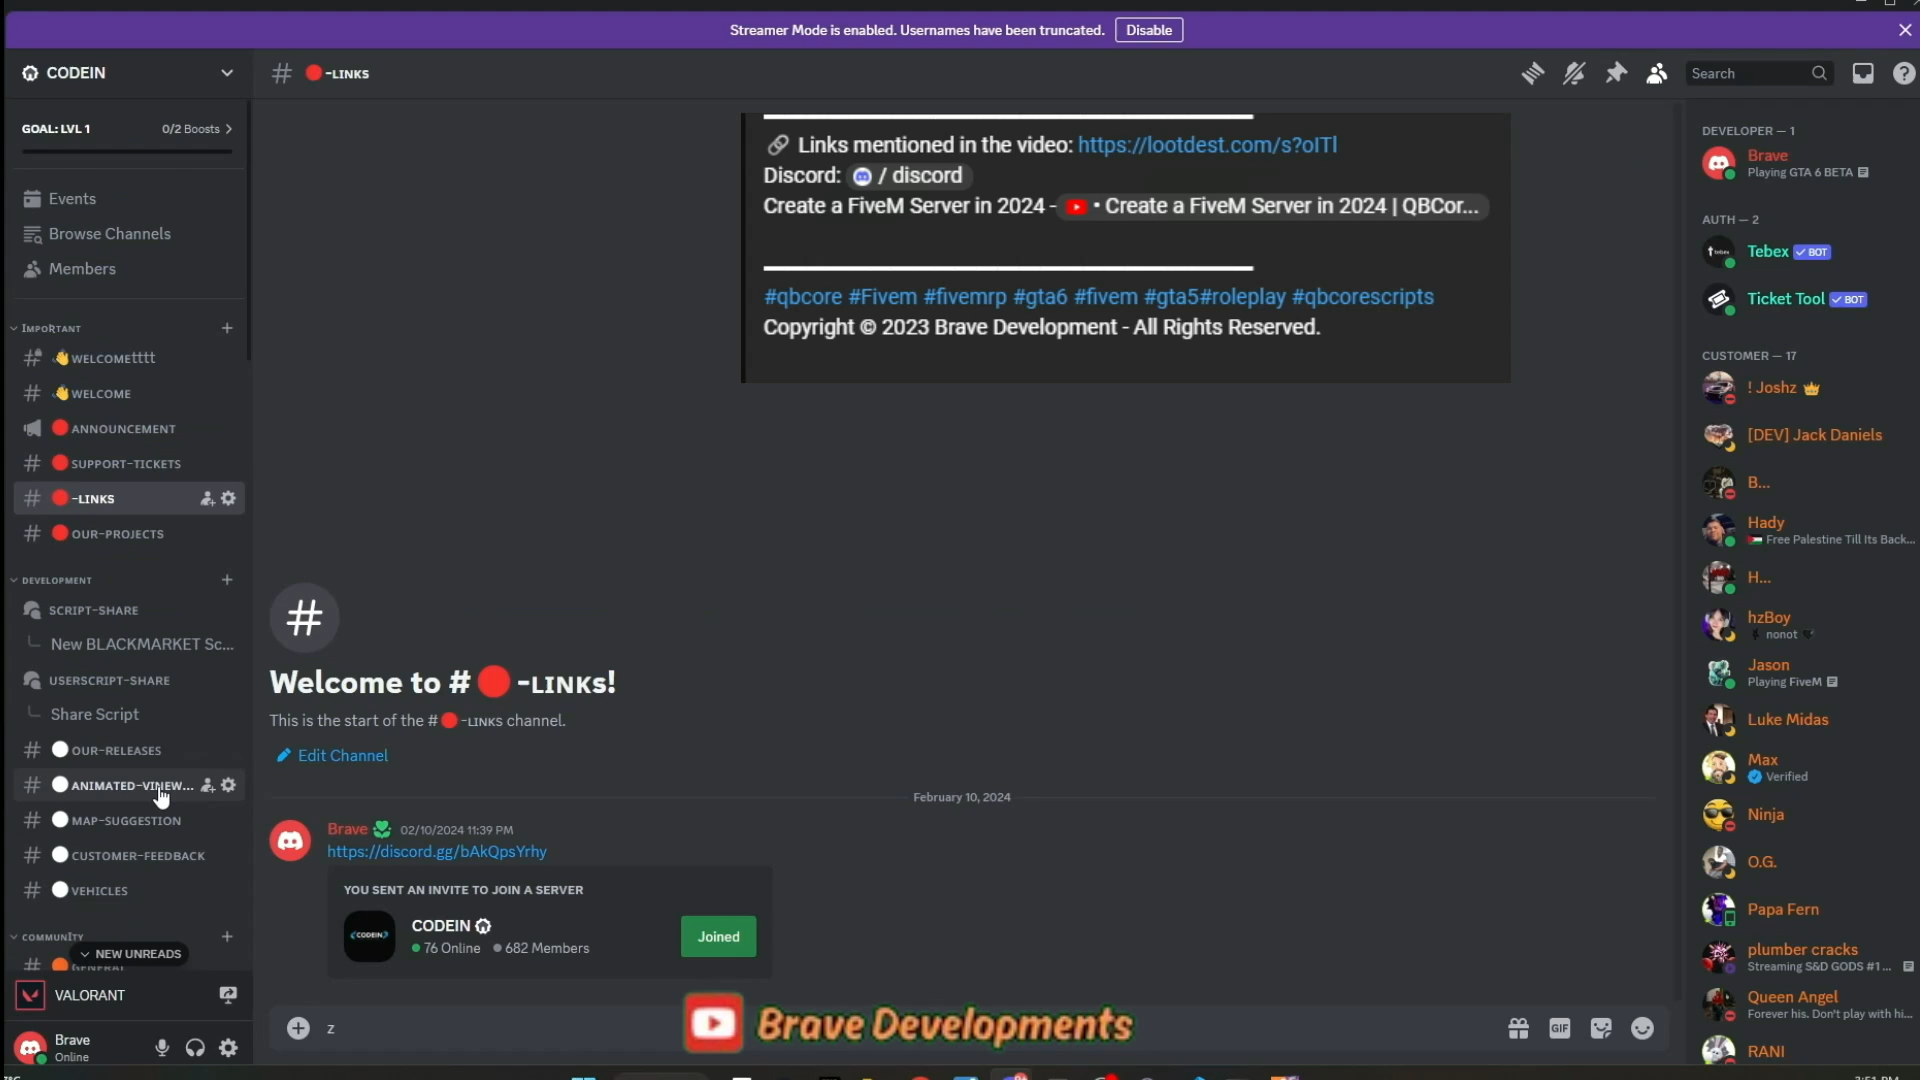 Streamer Mode is enabled. Usernames have been truncated. Disable
CODEIN
GOAL: LVL 1 0/2 Boosts
Events
Browse Channels
Members
IMPORTANT
👋WELCOMEtttt
👋WELCOME
🔴ANNOUNCEMENT
🔴SUPPORT-TICKETS
🔴-LINKS
🔴OUR-PROJECTS
DEVELOPMENT
SCRIPT-SHARE
New BLACKMARKET Sc...
USERSCRIPT-SHARE
Share Script
⚪OUR-RELEASES
⚪ANIMATED-VINEW...
⚪MAP-SUGGESTION
⚪CUSTOMER-FEEDBACK
⚪VEHICLES
COMMUNITY
NEW UNREADS
GENERAL
VALORANT
Brave
Online
# 🔴-LINKS
Search
🔗 Links mentioned in the video: https://lootdest.com/s?oITl
Discord: / discord
Create a FiveM Server in 2024 - • Create a FiveM Server in 2024 | QBCor...
#qbcore #Fivem #fivemrp #gta6 #fivem #gta5#roleplay #qbcorescripts
Copyright © 2023 Brave Development - All Rights Reserved.
#
Welcome to #🔴-LINKS!
This is the start of the #🔴-LINKS channel.
Edit Channel
February 10, 2024
Brave 02/10/2024 11:39 PM
https://discord.gg/bAkQpsYrhy
YOU SENT AN INVITE TO JOIN A SERVER
<CODEIN>
CODEIN
76 Online 682 Members
Joined
z
Brave Developments
GIF
DEVELOPER — 1
Brave
Playing GTA 6 BETA
AUTH — 2
tebex
Tebex ✓ BOT
Ticket Tool ✓ BOT
CUSTOMER — 17
! Joshz
[DEV] Jack Daniels
B...
Hady
🇵🇸 Free Palestine Till Its Back...
H...
hzBoy
nonot
Jason
Playing FiveM
Luke Midas
Max
Verified
Ninja
O.G.
Papa Fern
plumber cracks
Streaming S&D GODS #1 ...
Queen Angel
Forever his. Don't play with hi...
RANI